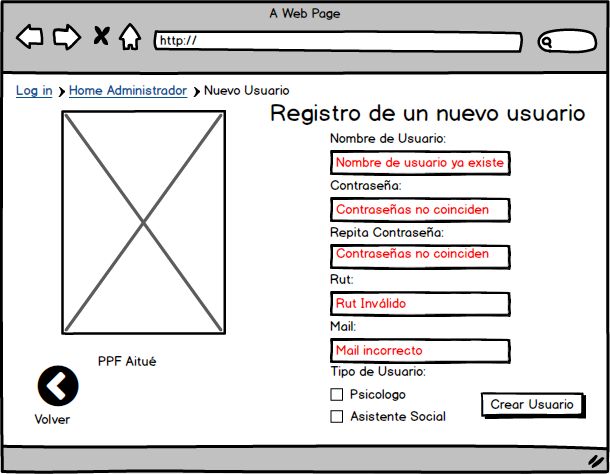 A Web Page
http://
Log in > Home Administrador > Nuevo Usuario
Registro de un nuevo usuario
Nombre de Usuario:
Nombre de usuario ya existe
Contraseña:
Contraseñas no coinciden
Repita Contraseña:
Contraseñas no coinciden
Rut:
Rut Inválido
Mail:
Mail incorrecto
PPF Aitué
Tipo de Usuario:
Psicologo
Asistente Social
Crear Usuario
Volver